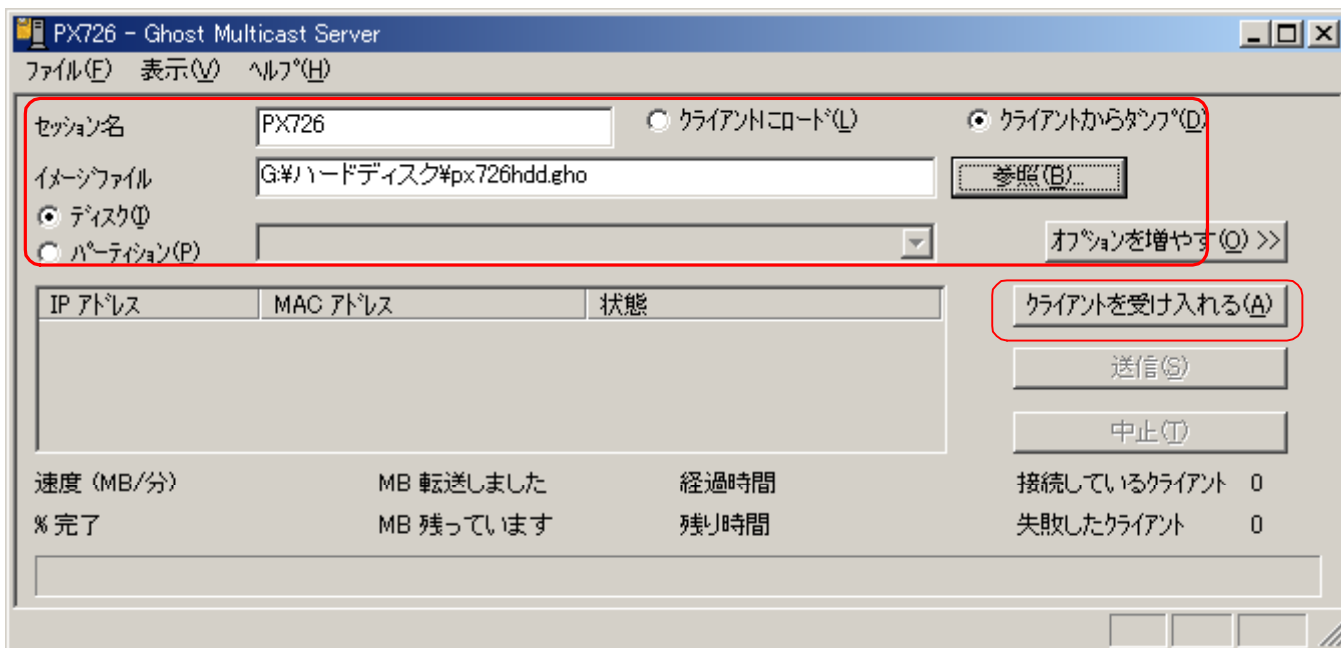 PX726 - Ghost Multicast Server
ﾌｧｲﾙ(F) 表示(V) ﾍﾙﾌﾟ(H)
ｾｯｼｮﾝ名 PX726 ｸﾗｲｱﾝﾄにﾛｰﾄﾞ(L) ｸﾗｲｱﾝﾄからﾀﾞﾝﾌﾟ(D)
ｲﾒｰｼﾞﾌｧｲﾙ G:¥ハードディスク¥px726hdd.gho 参照(B)...
ﾃﾞｨｽｸ(I)
ﾊﾟｰﾃｨｼｮﾝ(P) ｵﾌﾟｼｮﾝを増やす(O) >>
IP ｱﾄﾞﾚｽ MAC ｱﾄﾞﾚｽ 状態 ｸﾗｲｱﾝﾄを受け入れる(A)
送信(S)
中止(T)
速度 (MB/分) MB 転送しました 経過時間 接続しているｸﾗｲｱﾝﾄ 0
% 完了 MB 残っています 残り時間 失敗したｸﾗｲｱﾝﾄ 0